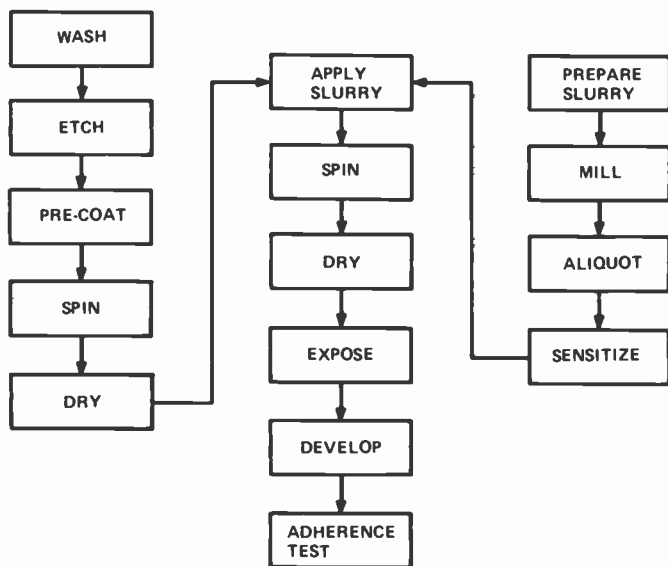 WASH
ETCH
PRE-COAT
SPIN
DRY
APPLY
SLURRY
SPIN
DRY
EXPOSE
DEVELOP
ADHERENCE
TEST
PREPARE
SLURRY
MILL
ALIQUOT
SENSITIZE